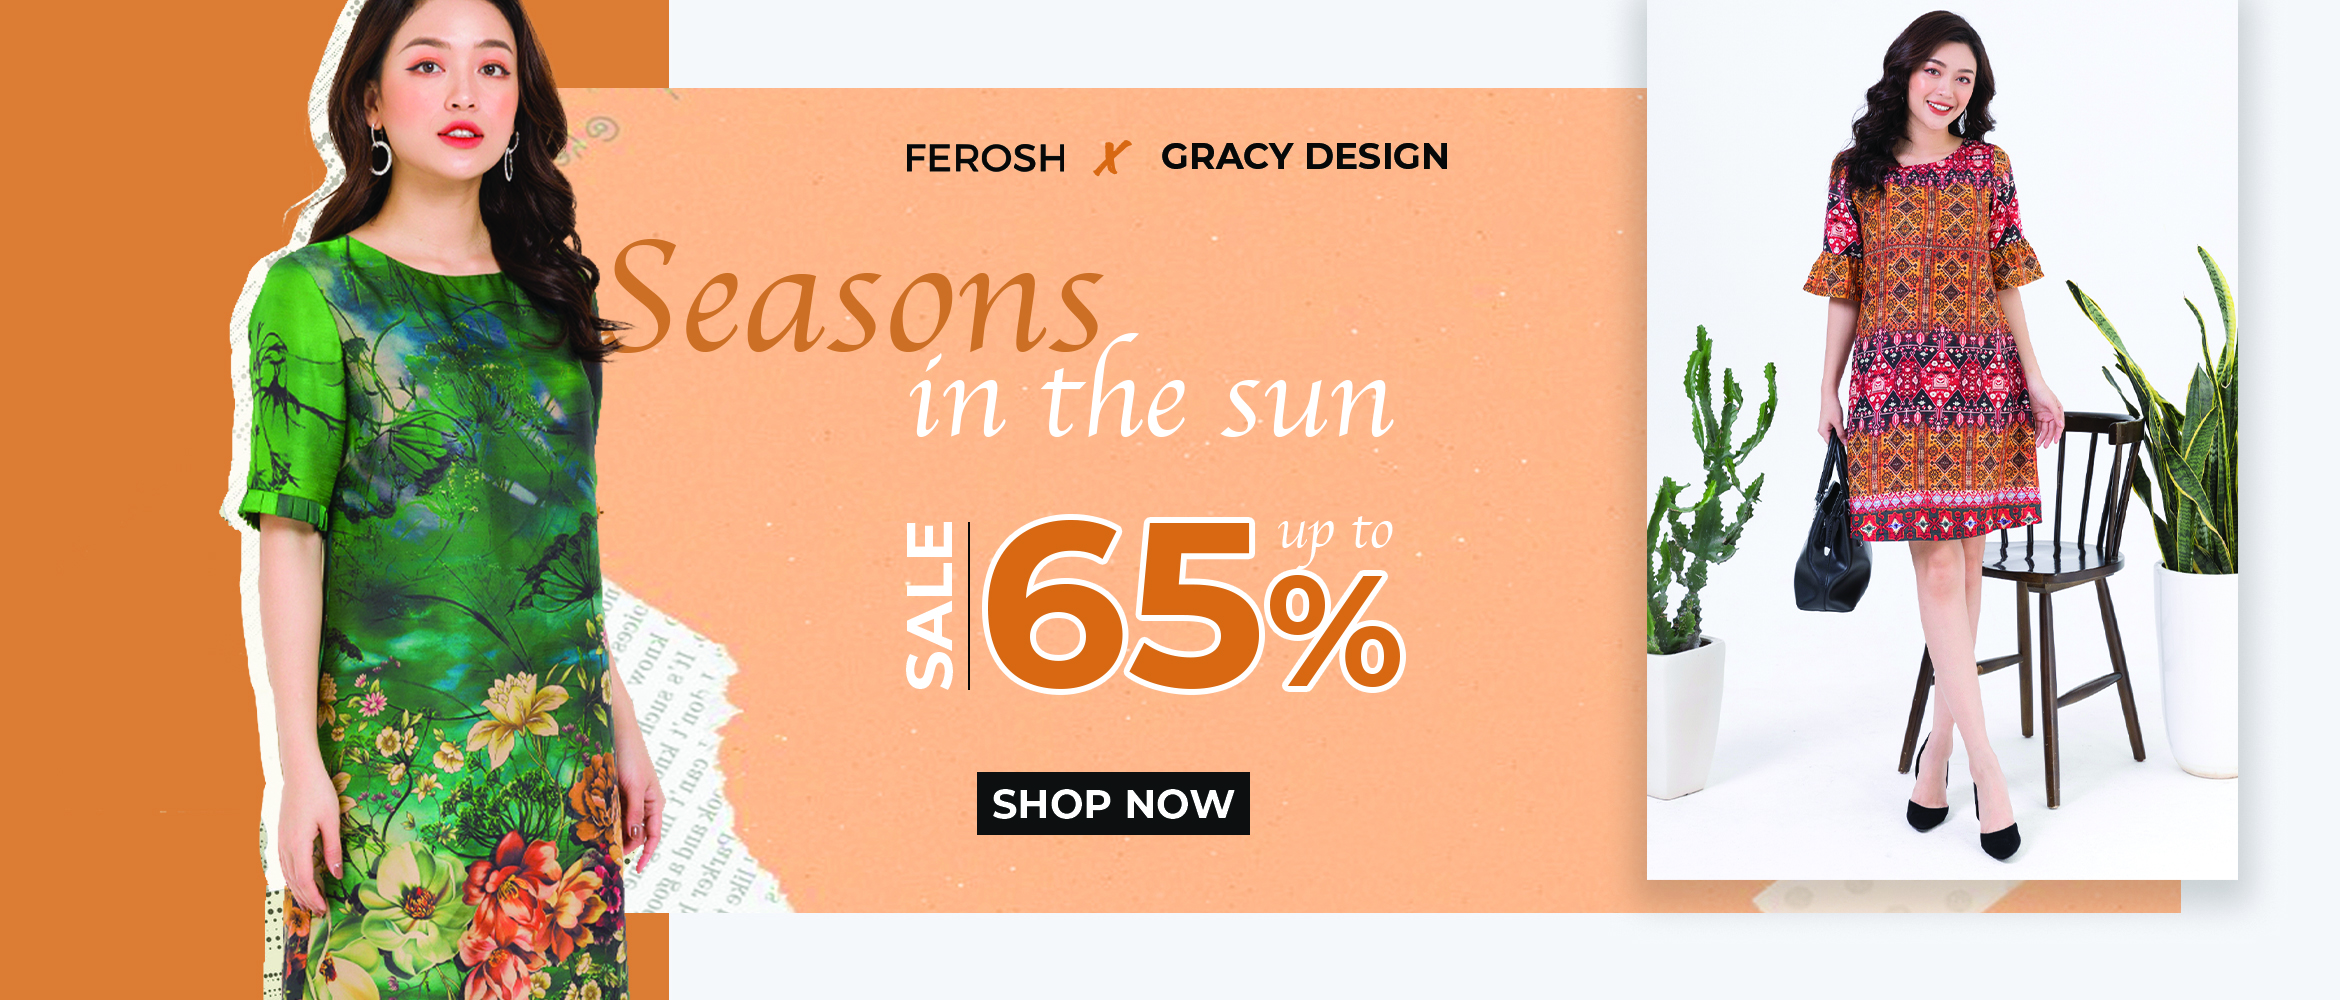 FEROSH X GRACY DESIGN
Seasons
in the sun
SALE
up to
65%
SHOP NOW